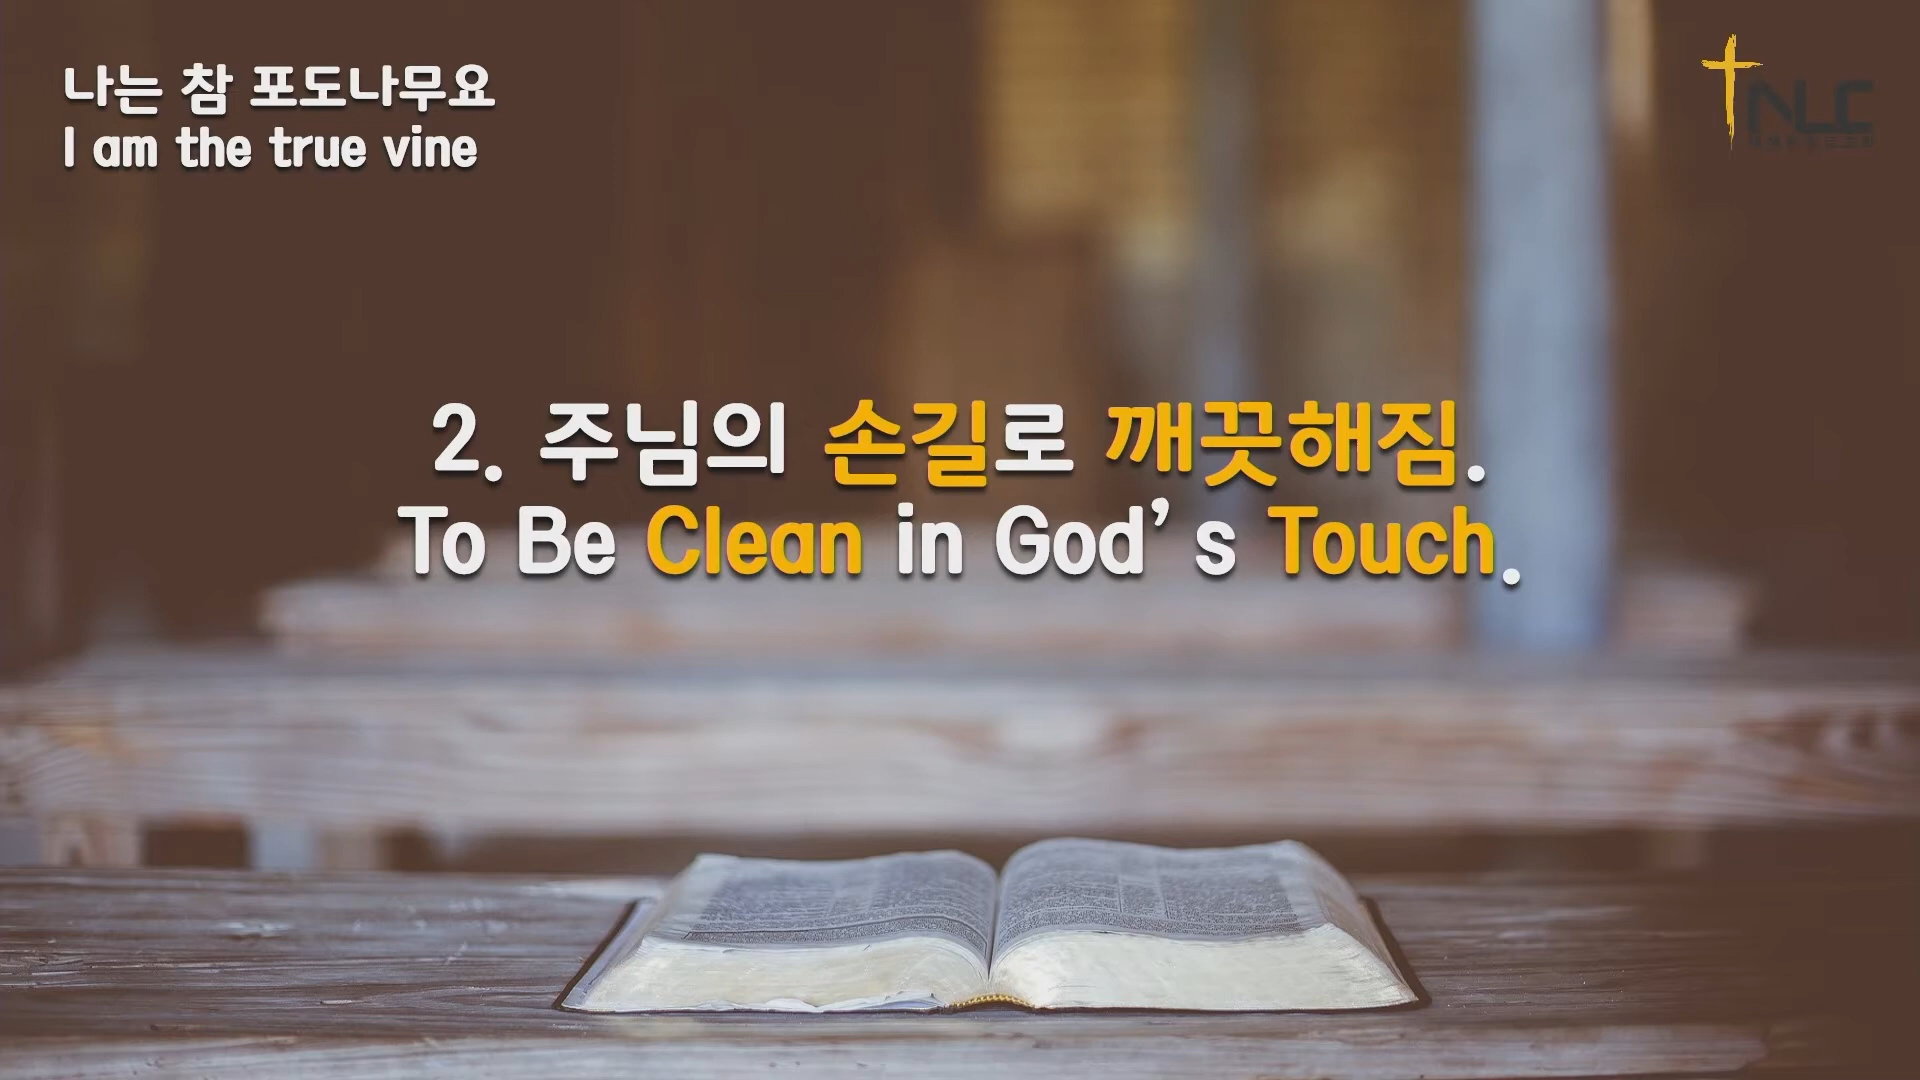 나는 참 포도나무요
I am the true vine
NLC
2. 주님의 손길로 깨끗해짐.
To Be Clean in God’s Touch.